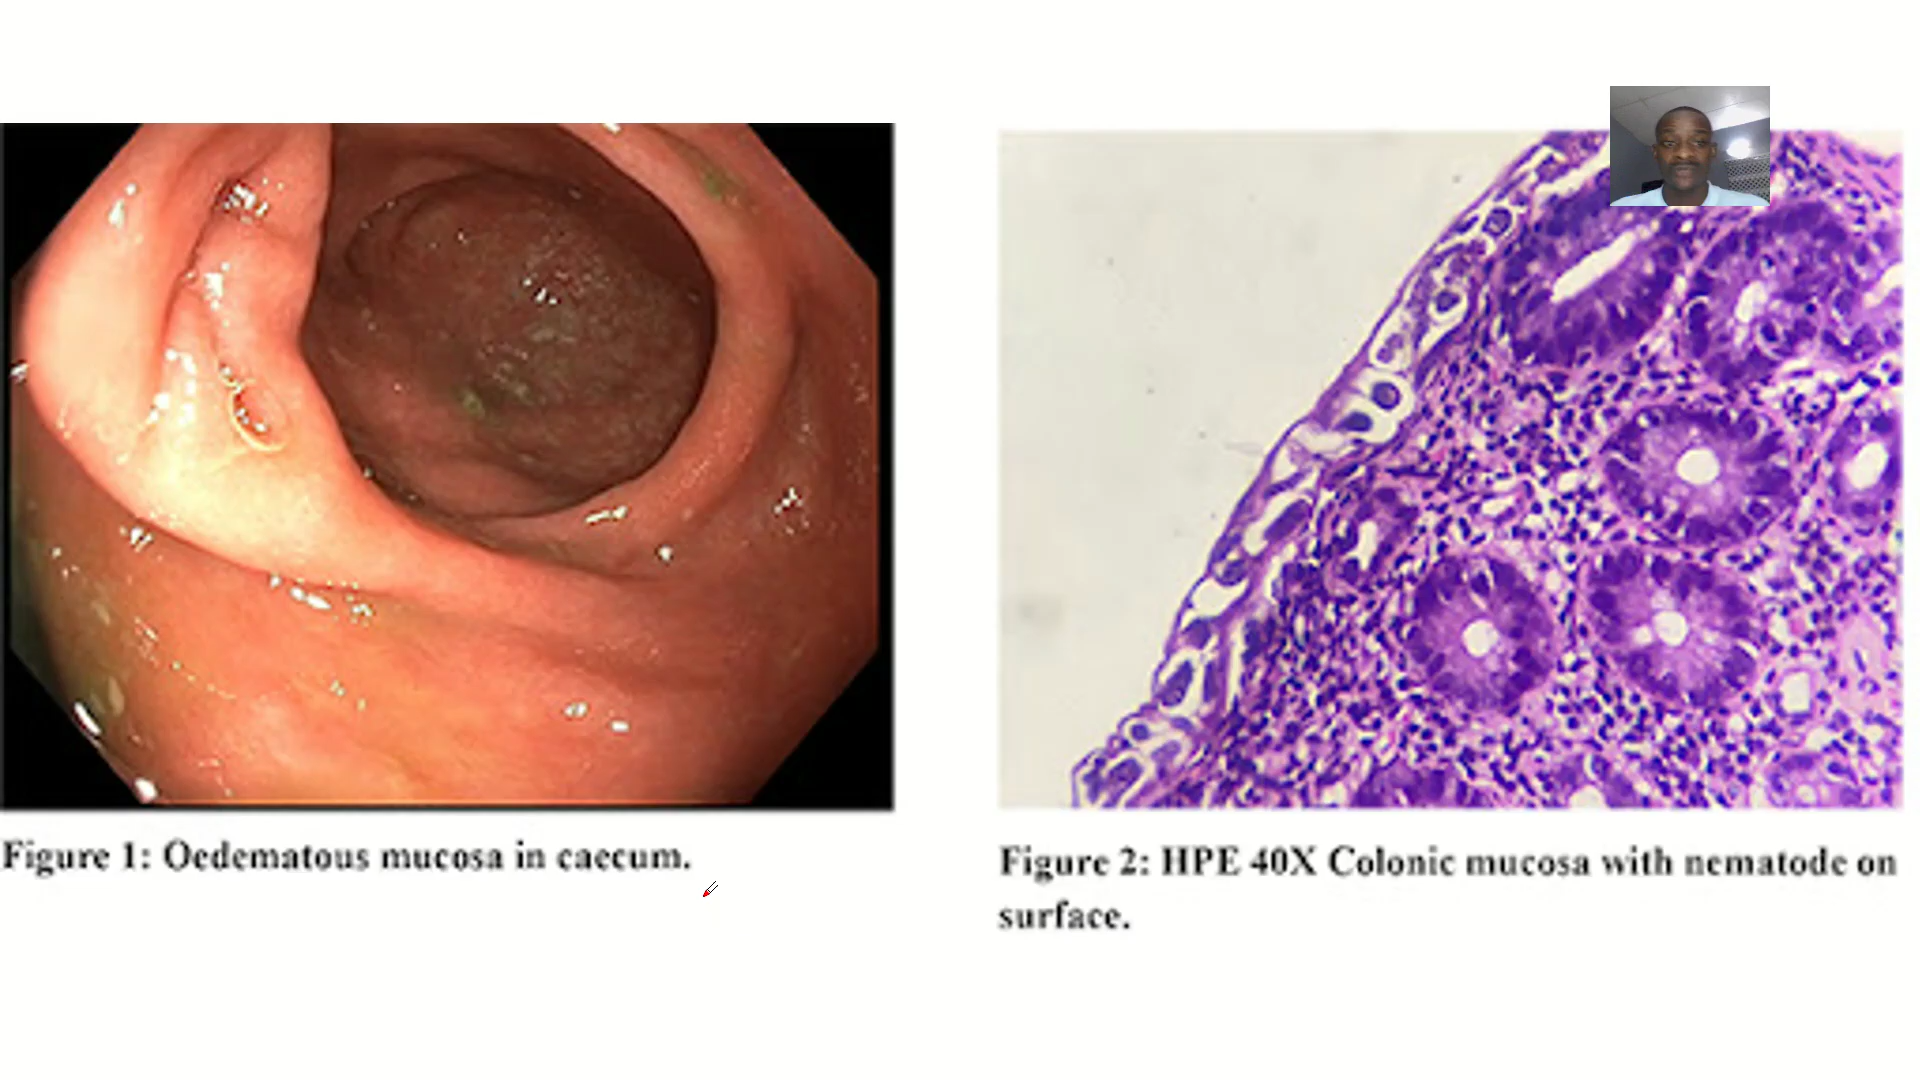 Figure 1: Oedematous mucosa in caecum.
Figure 2: HPE 40X Colonic mucosa with nematode on
surface.